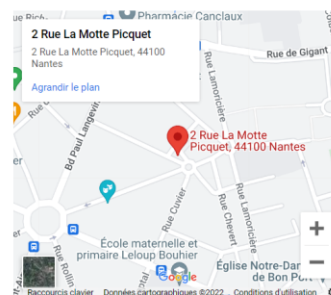 Pharmacie Canclaux
2 Rue La Motte Picquet
2 Rue La Motte Picquet, 44100
Nantes
Agrandir le plan
Rue de Gigant
Rue Lamoricière
Bd Paul Langevin
2 Rue La Motte
Picquet, 44100 Nantes
Rue Cuvier
Rue Chevert
Rue Lamoricière
École maternelle et
primaire Leloup Bouhier
Rue Rollin
Google
Église Notre-Da
de Bon Port
Raccourcis clavier
Données cartographiques ©2022
Conditions d'utilisation